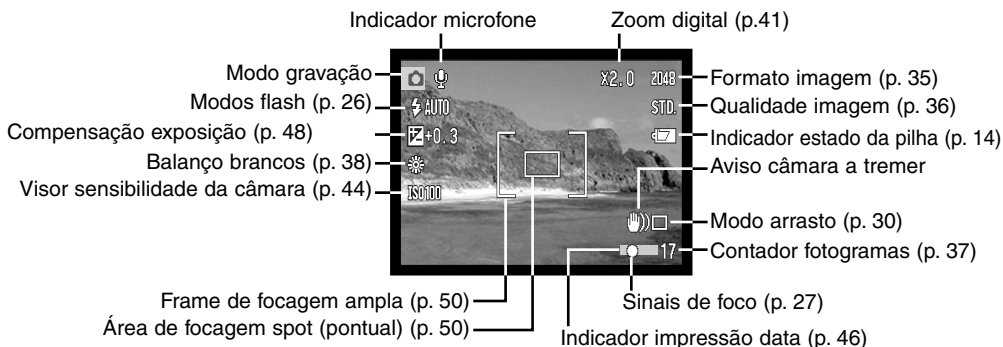 Indicador microfone
Zoom digital (p.41)
Modo gravação
Modos flash (p. 26)
Compensação exposição (p. 48)
Balanço brancos (p. 38)
Visor sensibilidade da câmara (p. 44)
X2.0 2048
AUTO
STD.
+0.3
ISO100
17
Formato imagem (p. 35)
Qualidade imagem (p. 36)
Indicador estado da pilha (p. 14)
Aviso câmara a tremer
Modo arrasto (p. 30)
Contador fotogramas (p. 37)
Frame de focagem ampla (p. 50)
Área de focagem spot (pontual) (p. 50)
Sinais de foco (p. 27)
Indicador impressão data (p. 46)